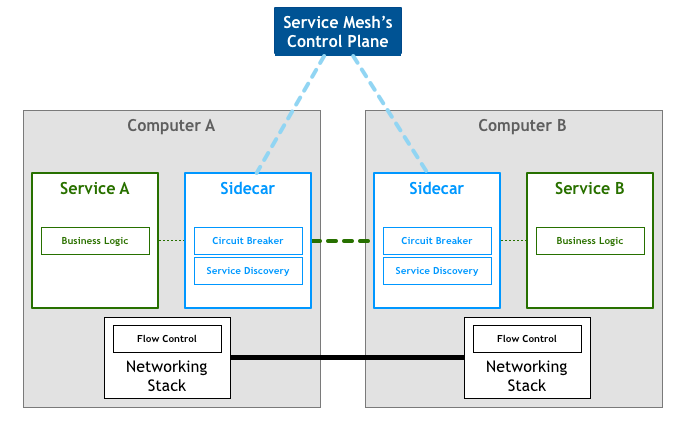 Service Mesh's
Control Plane
Computer A
Computer B
Service A
Sidecar
Sidecar
Service B
Business Logic
Circuit Breaker
Circuit Breaker
Business Logic
Service Discovery
Service Discovery
Flow Control
Flow Control
Networking
Stack
Networking
Stack